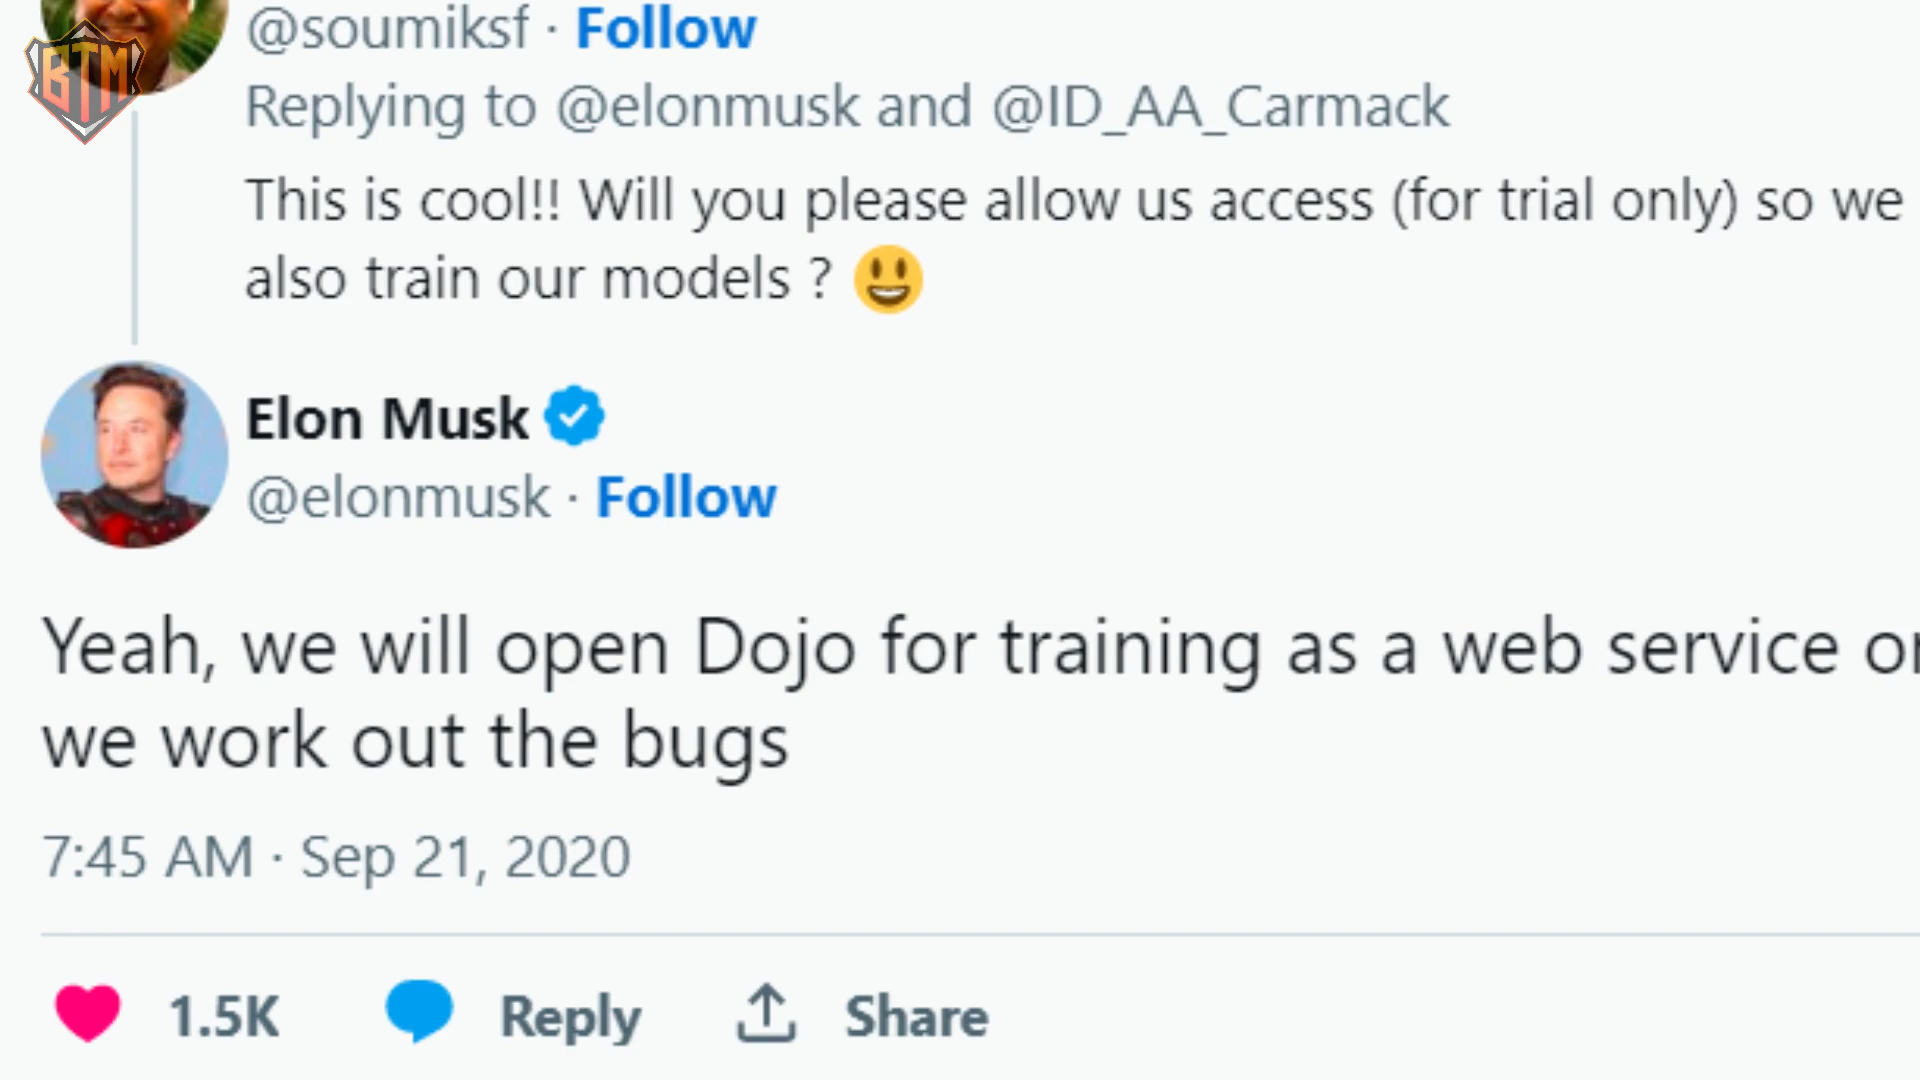 BTM
@soumiksf · Follow
Replying to @elonmusk and @ID_AA_Carmack
This is cool!! Will you please allow us access (for trial only) so we
also train our models ? 😃
Elon Musk
@elonmusk · Follow
Yeah, we will open Dojo for training as a web service
we work out the bugs
7:45 AM · Sep 21, 2020
1.5K Reply Share